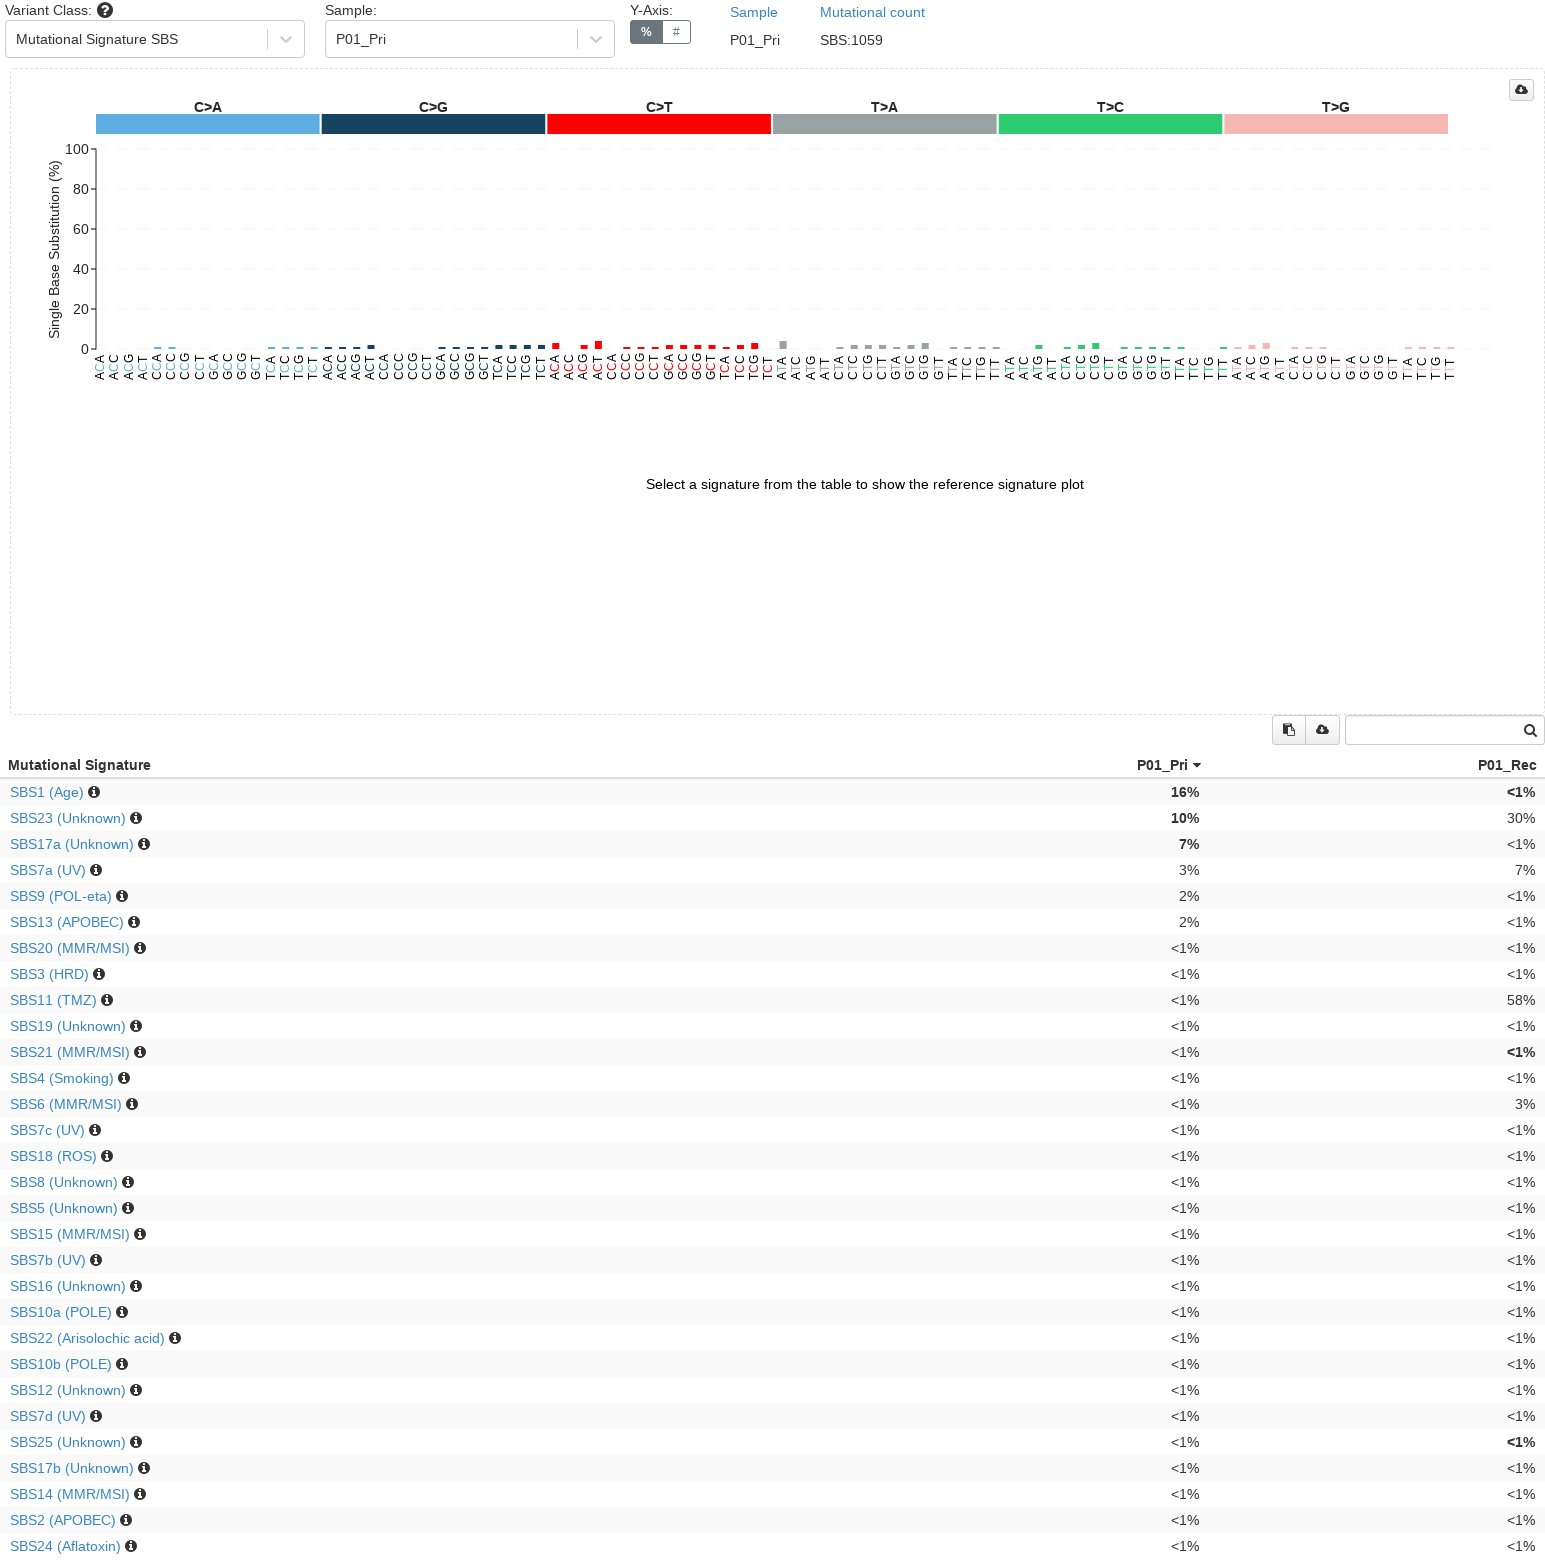 Variant Class:
Mutational Signature SBS
Sample:
P01_Pri
Y-Axis:
% #
Sample Mutational count
P01_Pri SBS:1059
C>A C>G C>T T>A T>C T>G
Single Base Substitution (%)
100
80
60
40
20
0
ACA ACC ACG ACT CCA CCC CCG CCT GCA GCC GCG GCT TCA TCC TCG TCT ACA ACC ACG ACT CCA CCC CCG CCT GCA GCC GCG GCT TCA TCC TCG TCT ACA ACC ACG ACT CCA CCC CCG CCT GCA GCC GCG GCT TCA TCC TCG TCT ATA ATC ATG ATT CTA CTC CTG CTT GTA GTC GTG GTT TTA TTC TTG TTT ATA ATC ATG ATT CTA CTC CTG CTT GTA GTC GTG GTT TTA TTC TTG TTT ATA ATC ATG ATT CTA CTC CTG CTT GTA GTC GTG GTT TTA TTC TTG TTT
Select a signature from the table to show the reference signature plot
Mutational Signature P01_Pri P01_Rec
SBS1 (Age) 16% <1%
SBS23 (Unknown) 10% 30%
SBS17a (Unknown) 7% <1%
SBS7a (UV) 3% 7%
SBS9 (POL-eta) 2% <1%
SBS13 (APOBEC) 2% <1%
SBS20 (MMR/MSI) <1% <1%
SBS3 (HRD) <1% <1%
SBS11 (TMZ) <1% 58%
SBS19 (Unknown) <1% <1%
SBS21 (MMR/MSI) <1% <1%
SBS4 (Smoking) <1% <1%
SBS6 (MMR/MSI) <1% 3%
SBS7c (UV) <1% <1%
SBS18 (ROS) <1% <1%
SBS8 (Unknown) <1% <1%
SBS5 (Unknown) <1% <1%
SBS15 (MMR/MSI) <1% <1%
SBS7b (UV) <1% <1%
SBS16 (Unknown) <1% <1%
SBS10a (POLE) <1% <1%
SBS22 (Arisolochic acid) <1% <1%
SBS10b (POLE) <1% <1%
SBS12 (Unknown) <1% <1%
SBS7d (UV) <1% <1%
SBS25 (Unknown) <1% <1%
SBS17b (Unknown) <1% <1%
SBS14 (MMR/MSI) <1% <1%
SBS2 (APOBEC) <1% <1%
SBS24 (Aflatoxin) <1% <1%